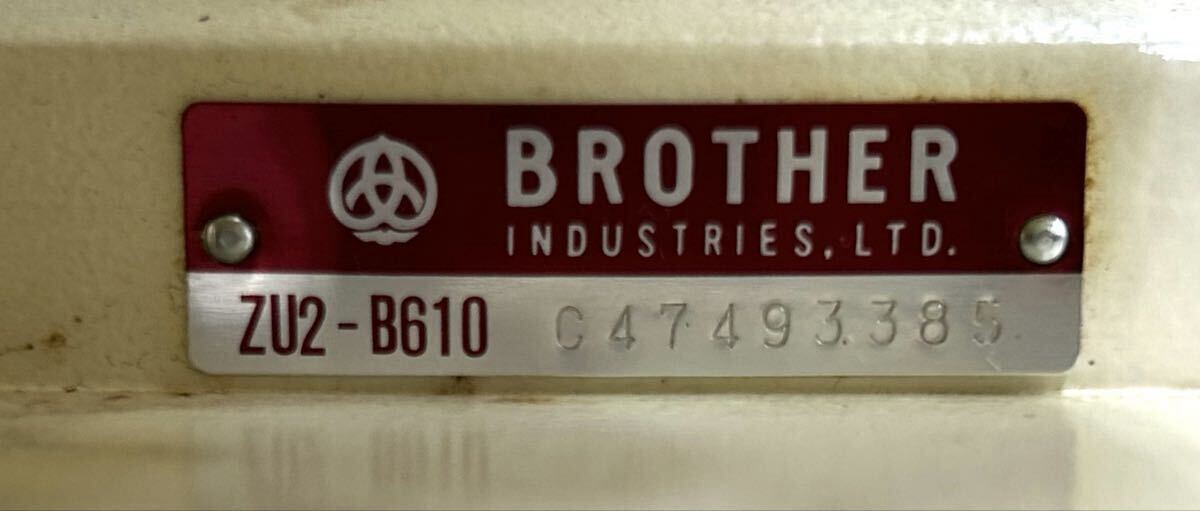 BROTHER
INDUSTRIES, LTD.
ZU2-B610 C47493385